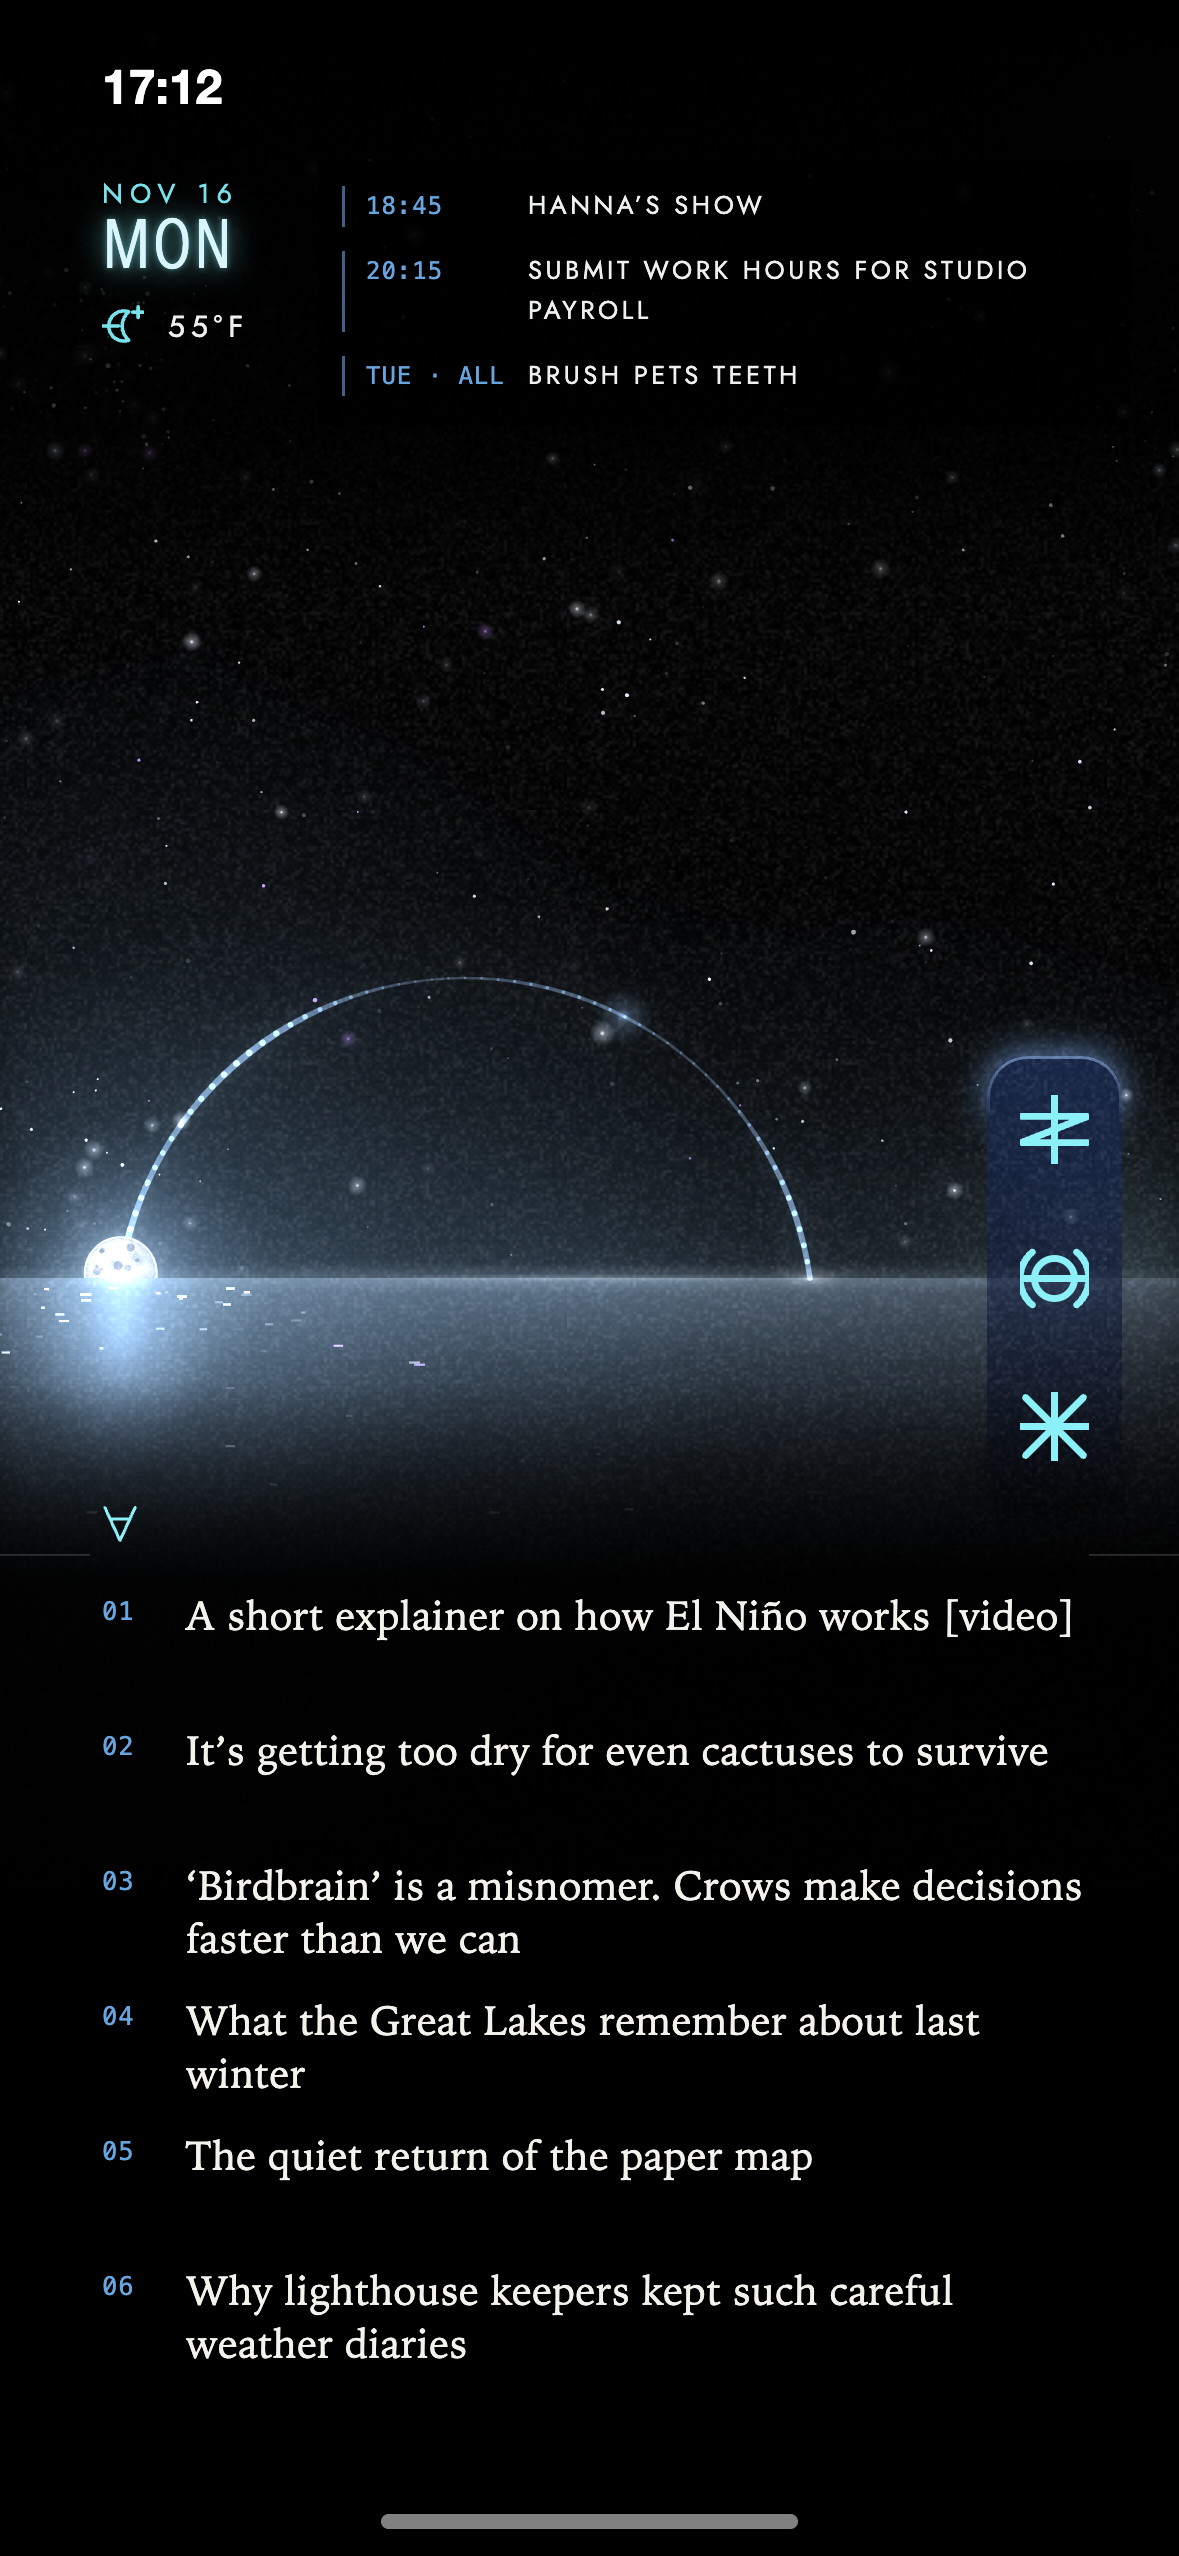 17:12
NOV 16
MON
55°F
18:45 HANNA’S SHOW
20:15 SUBMIT WORK HOURS FOR STUDIO
PAYROLL
TUE · ALL BRUSH PETS TEETH
∀
01 A short explainer on how El Niño works [video]
02 It’s getting too dry for even cactuses to survive
03 ‘Birdbrain’ is a misnomer. Crows make decisions
faster than we can
04 What the Great Lakes remember about last
winter
05 The quiet return of the paper map
06 Why lighthouse keepers kept such careful
weather diaries